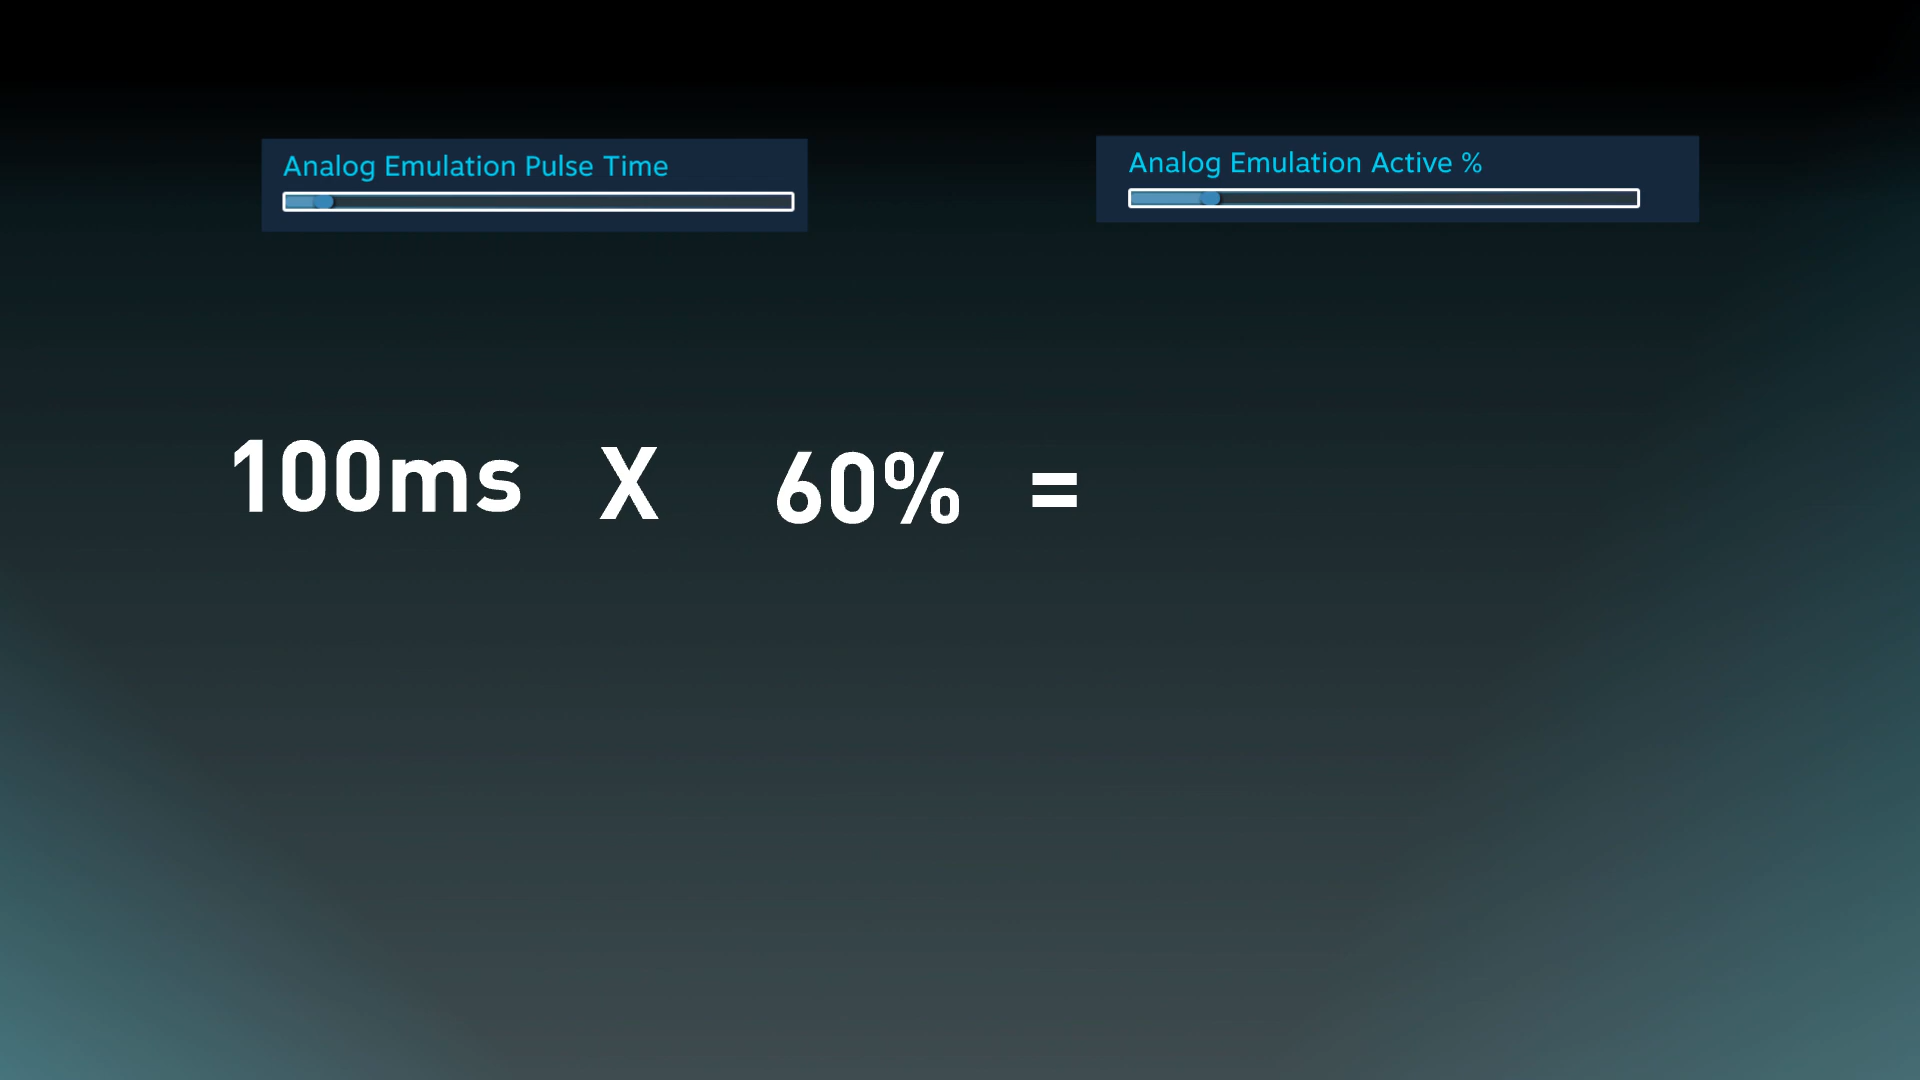 Analog Emulation Pulse Time
Analog Emulation Active %
100ms X 60% =